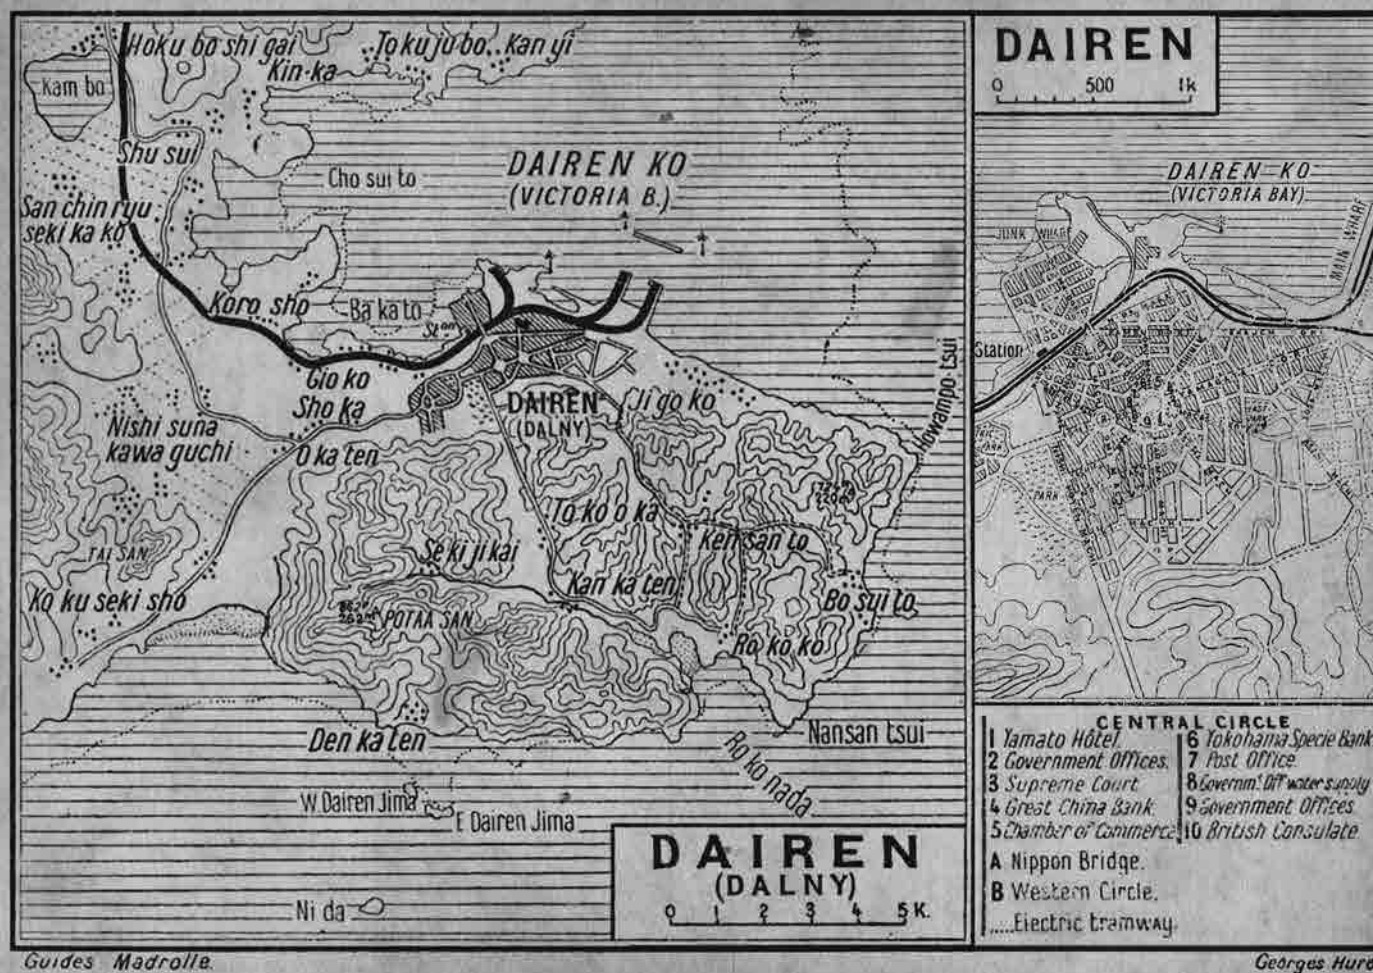 Hoku bo shi gai
To ku ju bo
Kan yi
Kin-ka
Kam bo
Shu sui
Cho sui to
DAIREN KO
(VICTORIA B.)
San chin ryu
seki ka ko
Koro sho
Ba ka to
Stᵒⁿ
Gio ko
Sho ka
DAIREN
(DALNY)
Ji go ko
Howampo tsui
Nishi suna
kawa guchi
O ka ten
To ko o ka
TAI SAN
Se ki ji kai
Ken san to
Kan ka ten
Ko ku seki sho
POTAA SAN
Bo sui to
Ro ko ko
Den ka ten
Nansan tsui
Ro ko nada
W Dairen Jima
E Dairen Jima
Ni da
DAIREN
(DALNY)
0 1 2 3 4 5 K.
DAIREN
0 500 1k
DAIREN KO
(VICTORIA BAY)
JUNK WHARF
MAIN WHARF
Station
PARK
CENTRAL CIRCLE
1 Yamato Hôtel
2 Government Offices.
3 Supreme Court
4 Great China Bank
5 Chamber of Commerce
6 Yokohama Specie Bank
7 Post Office
8 Governmᵗ Off water supply
9 Government Offices
10 British Consulate
A Nippon Bridge.
B Western Circle.
..... Electric tramway.
Guides Madrolle.
Georges Huré